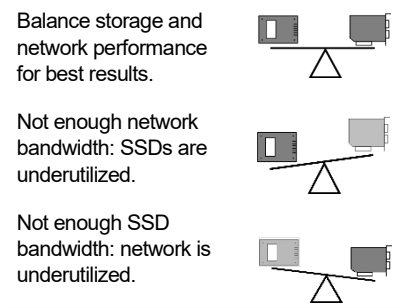 Balance storage and
network performance
for best results.
Not enough network
bandwidth: SSDs are
underutilized.
Not enough SSD
bandwidth: network is
underutilized.